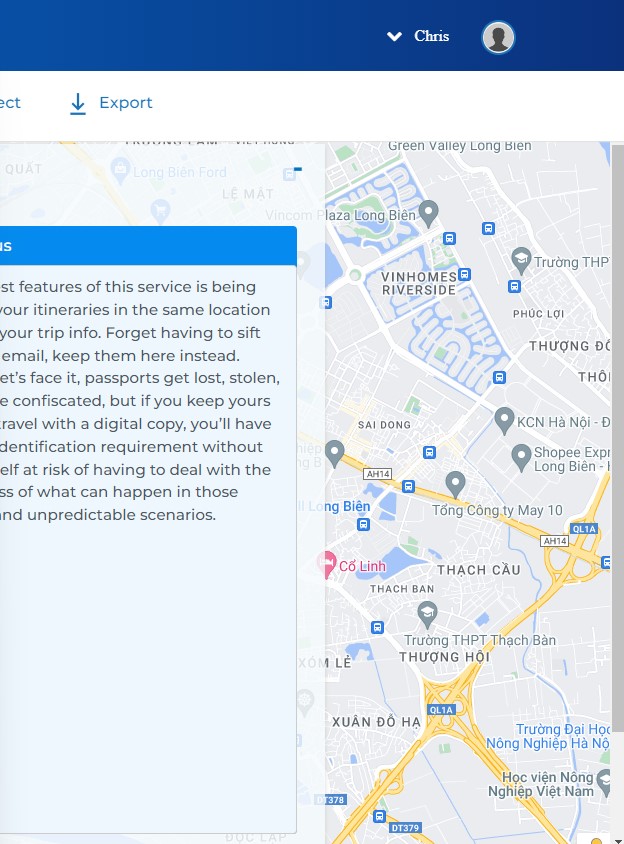 Chris
ect
Export
Green Valley Long Biên
QUẤT
Long Biên Ford
LỆ MẬT
Vincom Plaza Long Biên
us
Trường THP
VINHOMES
RIVERSIDE
est features of this service is being
your itineraries in the same location
your trip info. Forget having to sift
email, keep them here instead.
et’s face it, passports get lost, stolen,
e confiscated, but if you keep yours
travel with a digital copy, you’ll have
dentification requirement without
self at risk of having to deal with the
ss of what can happen in those
and unpredictable scenarios.
PHÚC LỢI
THƯỢNG ĐỒ
THÔ
SAI DONG
KCN Hà Nội - Đ
Shopee Expr
Long Biên - H
AH14
Long Biên
Tổng Công ty May 10
QL1A
AH14
Cổ Linh
THẠCH CẦU
THACH BAN
Trường THPT Thạch Bàn
THƯỢNG HỘI
XÓM LẺ
QL1A
XUÂN ĐỖ HẠ
Trường Đại Học
Nông Nghiệp Hà Nộ
Học viện Nông
Nghiệp Việt Nam
DT378
DT379
ĐỘC LẬP